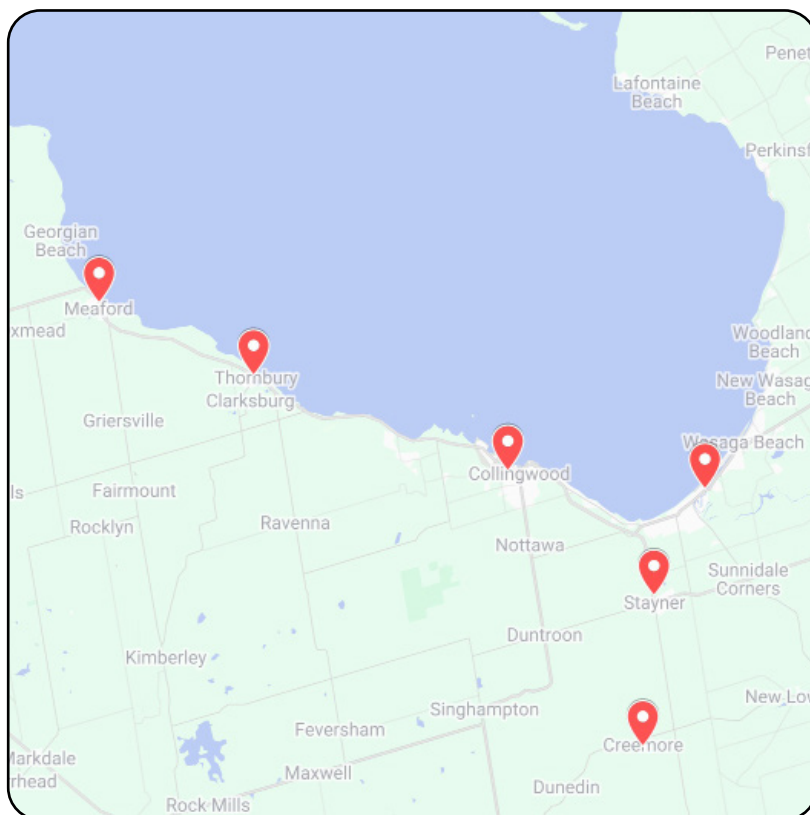 Penet
Lafontaine
Beach
Perkinsf
Georgian
Beach
Meaford
xmead
Woodland
Beach
Thornbury
Clarksburg
New Wasaga
Beach
Griersville
Wasaga Beach
Collingwood
ls
Fairmount
Rocklyn
Ravenna
Nottawa
Sunnidale
Corners
Stayner
Duntroon
Kimberley
New Low
Singhampton
Feversham
Creemore
Markdale
rhead
Maxwell
Dunedin
Rock Mills